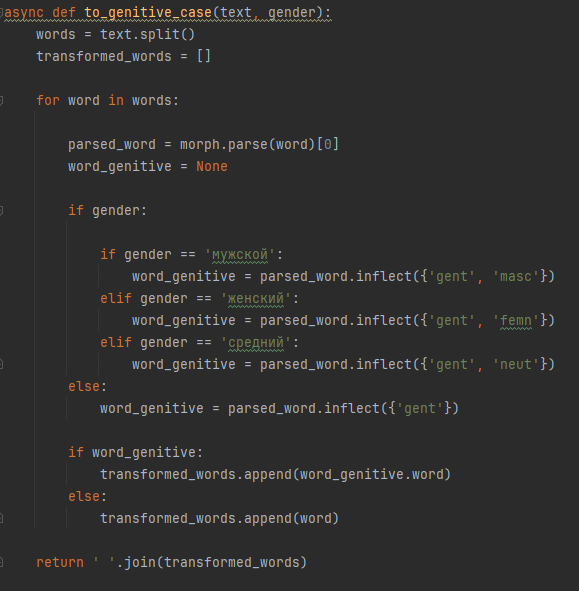 async def to_genitive_case(text, gender):
    words = text.split()
    transformed_words = []

    for word in words:

        parsed_word = morph.parse(word)[0]
        word_genitive = None

        if gender:

            if gender == 'мужской':
                word_genitive = parsed_word.inflect({'gent', 'masc'})
            elif gender == 'женский':
                word_genitive = parsed_word.inflect({'gent', 'femn'})
            elif gender == 'средний':
                word_genitive = parsed_word.inflect({'gent', 'neut'})
        else:
            word_genitive = parsed_word.inflect({'gent'})

        if word_genitive:
            transformed_words.append(word_genitive.word)
        else:
            transformed_words.append(word)

    return ' '.join(transformed_words)